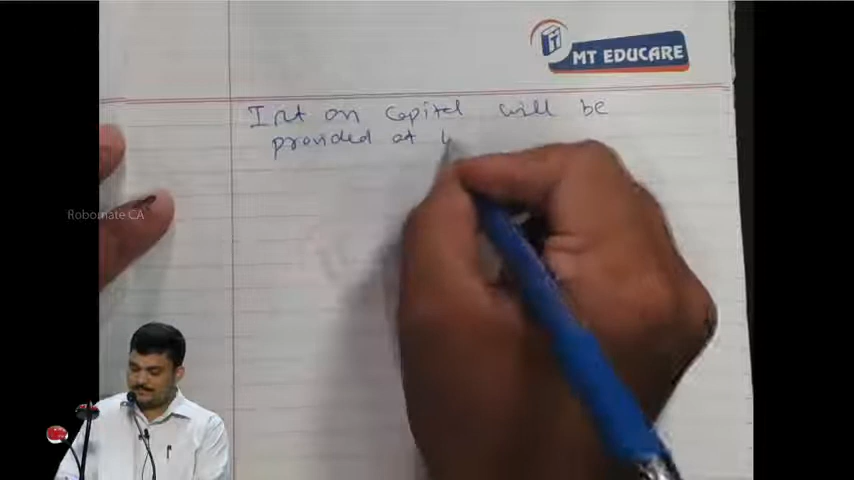 MT EDUCARE
Int on Capital will be
provided at
Robomate CA